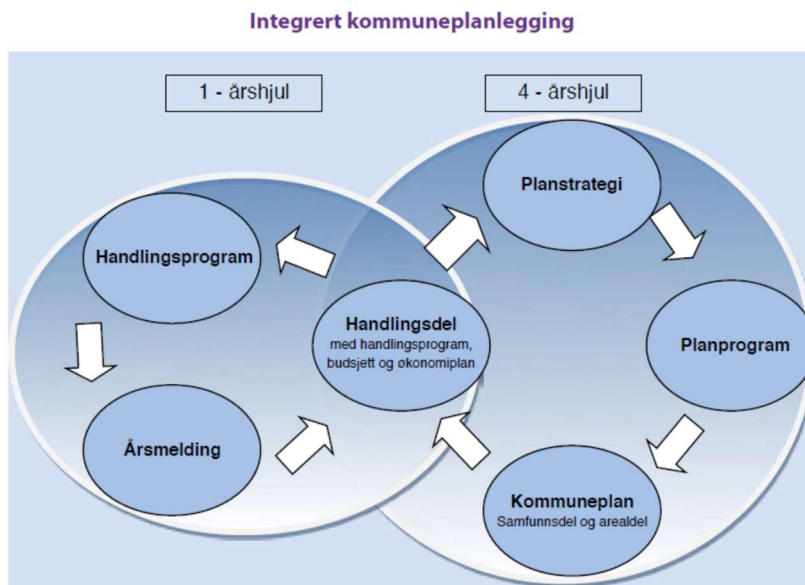 Integrert kommuneplanlegging
1 - årshjul
4 - årshjul
Planstrategi
Handlingsprogram
Handlingsdel
med handlingsprogram,
budsjett og økonomiplan
Planprogram
Årsmelding
Kommuneplan
Samfunnsdel og arealdel